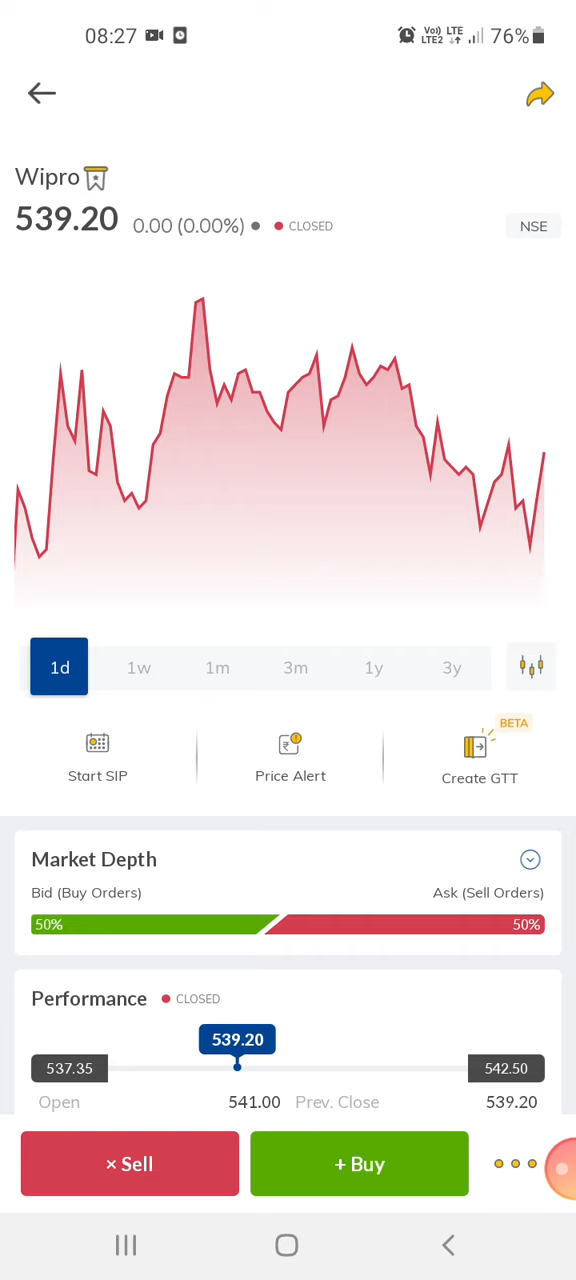 08:27 Vo) LTE LTE2 76%
Wipro
539.20 0.00 (0.00%) CLOSED NSE
1d 1w 1m 3m 1y 3y
BETA
Start SIP Price Alert Create GTT
Market Depth
Bid (Buy Orders) Ask (Sell Orders)
50% 50%
Performance CLOSED
539.20
537.35 542.50
Open 541.00 Prev. Close 539.20
× Sell + Buy